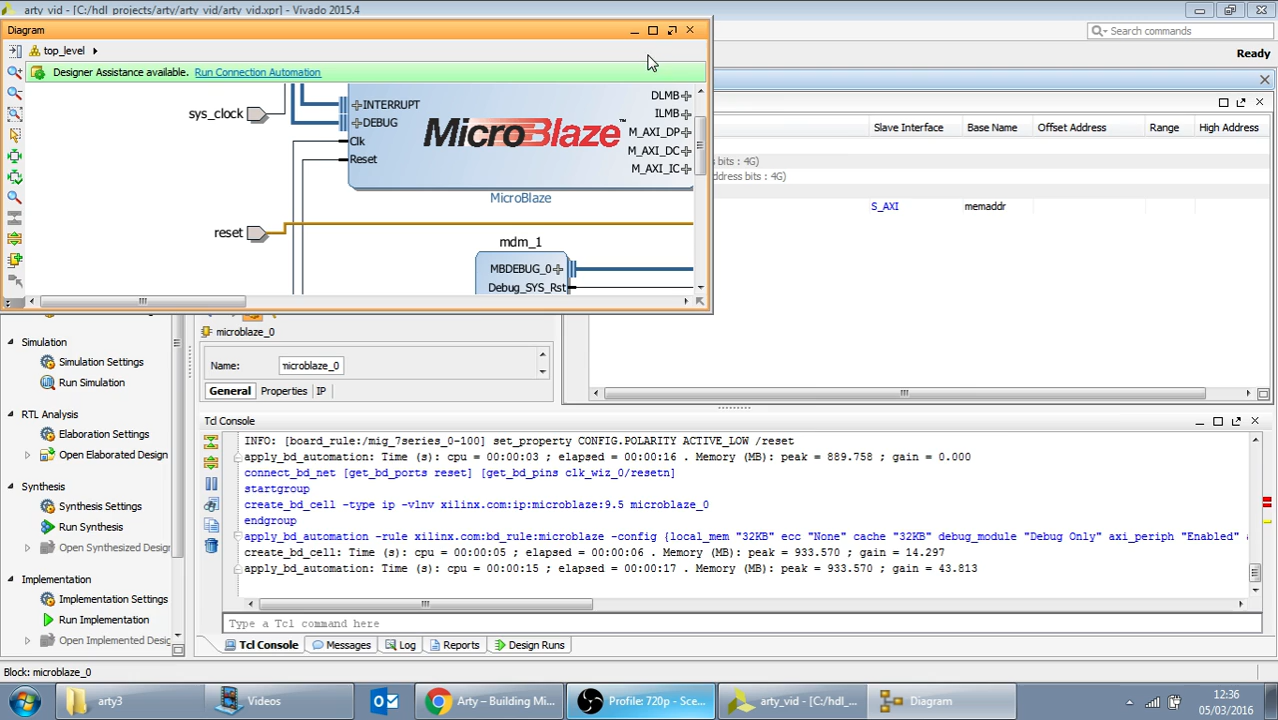 arty_vid - [C:/hdl_projects/arty/arty_vid/arty_vid.xpr] - Vivado 2015.4
Diagram
Search commands
top_level
Ready
Designer Assistance available. Run Connection Automation
INTERRUPT
DEBUG
Clk
Reset
MicroBlaze™
DLMB
ILMB
M_AXI_DP
M_AXI_DC
M_AXI_IC
sys_clock
MicroBlaze
reset
mdm_1
MBDEBUG_0
Debug_SYS_Rst
Slave Interface Base Name Offset Address Range High Address
bits : 4G)
address bits : 4G)
S_AXI memaddr
microblaze_0
Name: microblaze_0
General Properties IP
Simulation
Simulation Settings
Run Simulation
RTL Analysis
Elaboration Settings
Open Elaborated Design
Synthesis
Synthesis Settings
Run Synthesis
Open Synthesized Design
Implementation
Implementation Settings
Run Implementation
Open Implemented Desig
Tcl Console
INFO: [board_rule:/mig_7series_0-100] set_property CONFIG.POLARITY ACTIVE_LOW /reset
apply_bd_automation: Time (s): cpu = 00:00:03 ; elapsed = 00:00:16 . Memory (MB): peak = 889.758 ; gain = 0.000
connect_bd_net [get_bd_ports reset] [get_bd_pins clk_wiz_0/resetn]
startgroup
create_bd_cell -type ip -vlnv xilinx.com:ip:microblaze:9.5 microblaze_0
endgroup
apply_bd_automation -rule xilinx.com:bd_rule:microblaze -config {local_mem "32KB" ecc "None" cache "32KB" debug_module "Debug Only" axi_periph "Enabled"
create_bd_cell: Time (s): cpu = 00:00:05 ; elapsed = 00:00:06 . Memory (MB): peak = 933.570 ; gain = 14.297
apply_bd_automation: Time (s): cpu = 00:00:15 ; elapsed = 00:00:17 . Memory (MB): peak = 933.570 ; gain = 43.813
Type a Tcl command here
Tcl Console Messages Log Reports Design Runs
Block: microblaze_0
arty3
Videos
Arty – Building Mi...
Profile: 720p - Sce...
arty_vid - [C:/hdl_...
Diagram
12:36
05/03/2016